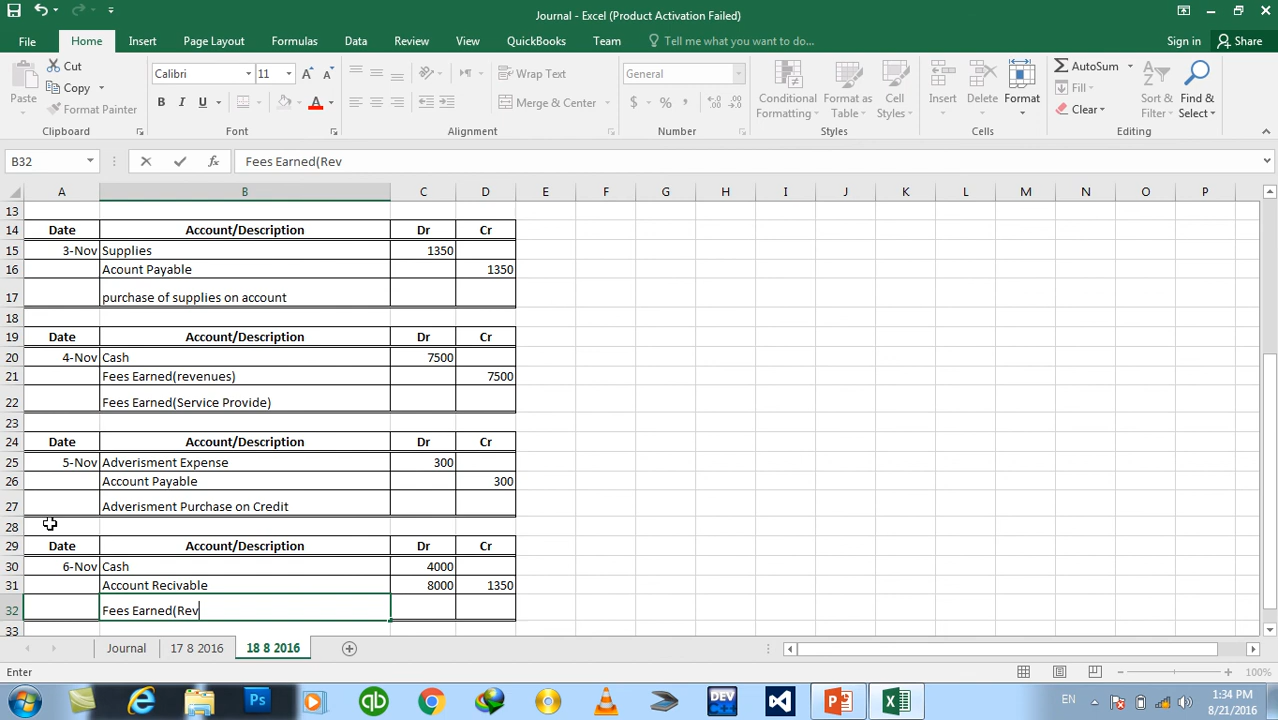 Journal - Excel (Product Activation Failed)
File Home Insert Page Layout Formulas Data Review View QuickBooks Team Tell me what you want to do... Sign in Share
Paste Cut Calibri 11 Wrap Text General Conditional Formatting Format as Table Cell Styles Insert Delete Format AutoSum Sort & Filter Find & Select
Copy Fill
Format Painter B I U A Merge & Center $ % , Clear
Clipboard Font Alignment Number Styles Cells Editing
B32 fx Fees Earned(Rev
A B C D E F G H I J K L M N O P
13
14 Date Account/Description Dr Cr
15 3-Nov Supplies 1350
16 Acount Payable 1350
17 purchase of supplies on account
18
19 Date Account/Description Dr Cr
20 4-Nov Cash 7500
21 Fees Earned(revenues) 7500
22 Fees Earned(Service Provide)
23
24 Date Account/Description Dr Cr
25 5-Nov Adverisment Expense 300
26 Account Payable 300
27 Adverisment Purchase on Credit
28
29 Date Account/Description Dr Cr
30 6-Nov Cash 4000
31 Account Recivable 8000 1350
32 Fees Earned(Rev
33
Journal 17 8 2016 18 8 2016
Enter 100%
Ps qb DEV EN 1:34 PM
8/21/2016